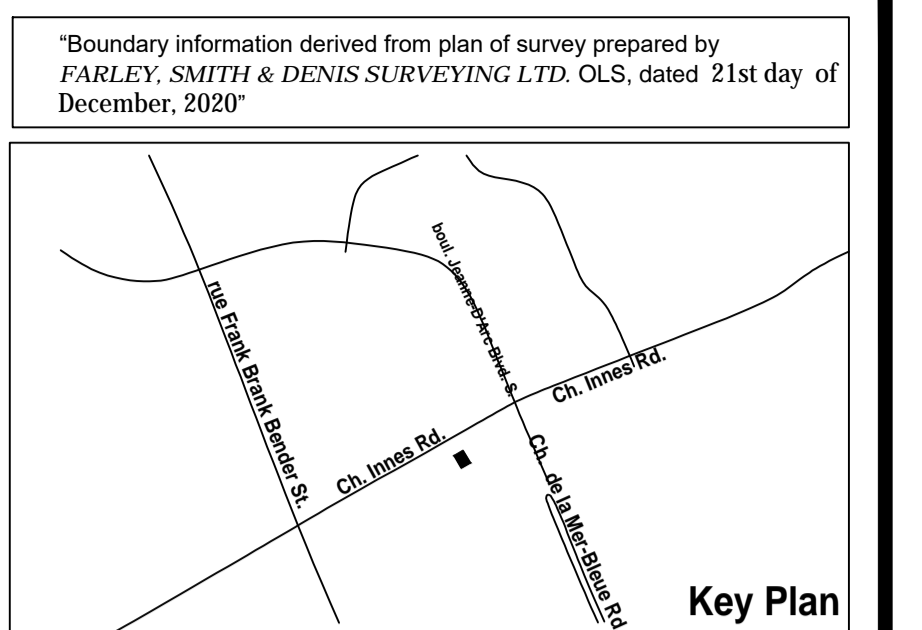 “Boundary information derived from plan of survey prepared by
FARLEY, SMITH & DENIS SURVEYING LTD. OLS, dated 21st day of
December, 2020”
boul. Jeanne-D'Arc Blvd. S.
rue Frank Brank Bender St.
Ch. Innes Rd.
Ch. Innes Rd.
Ch. de la Mer-Bleue Rd
Key Plan